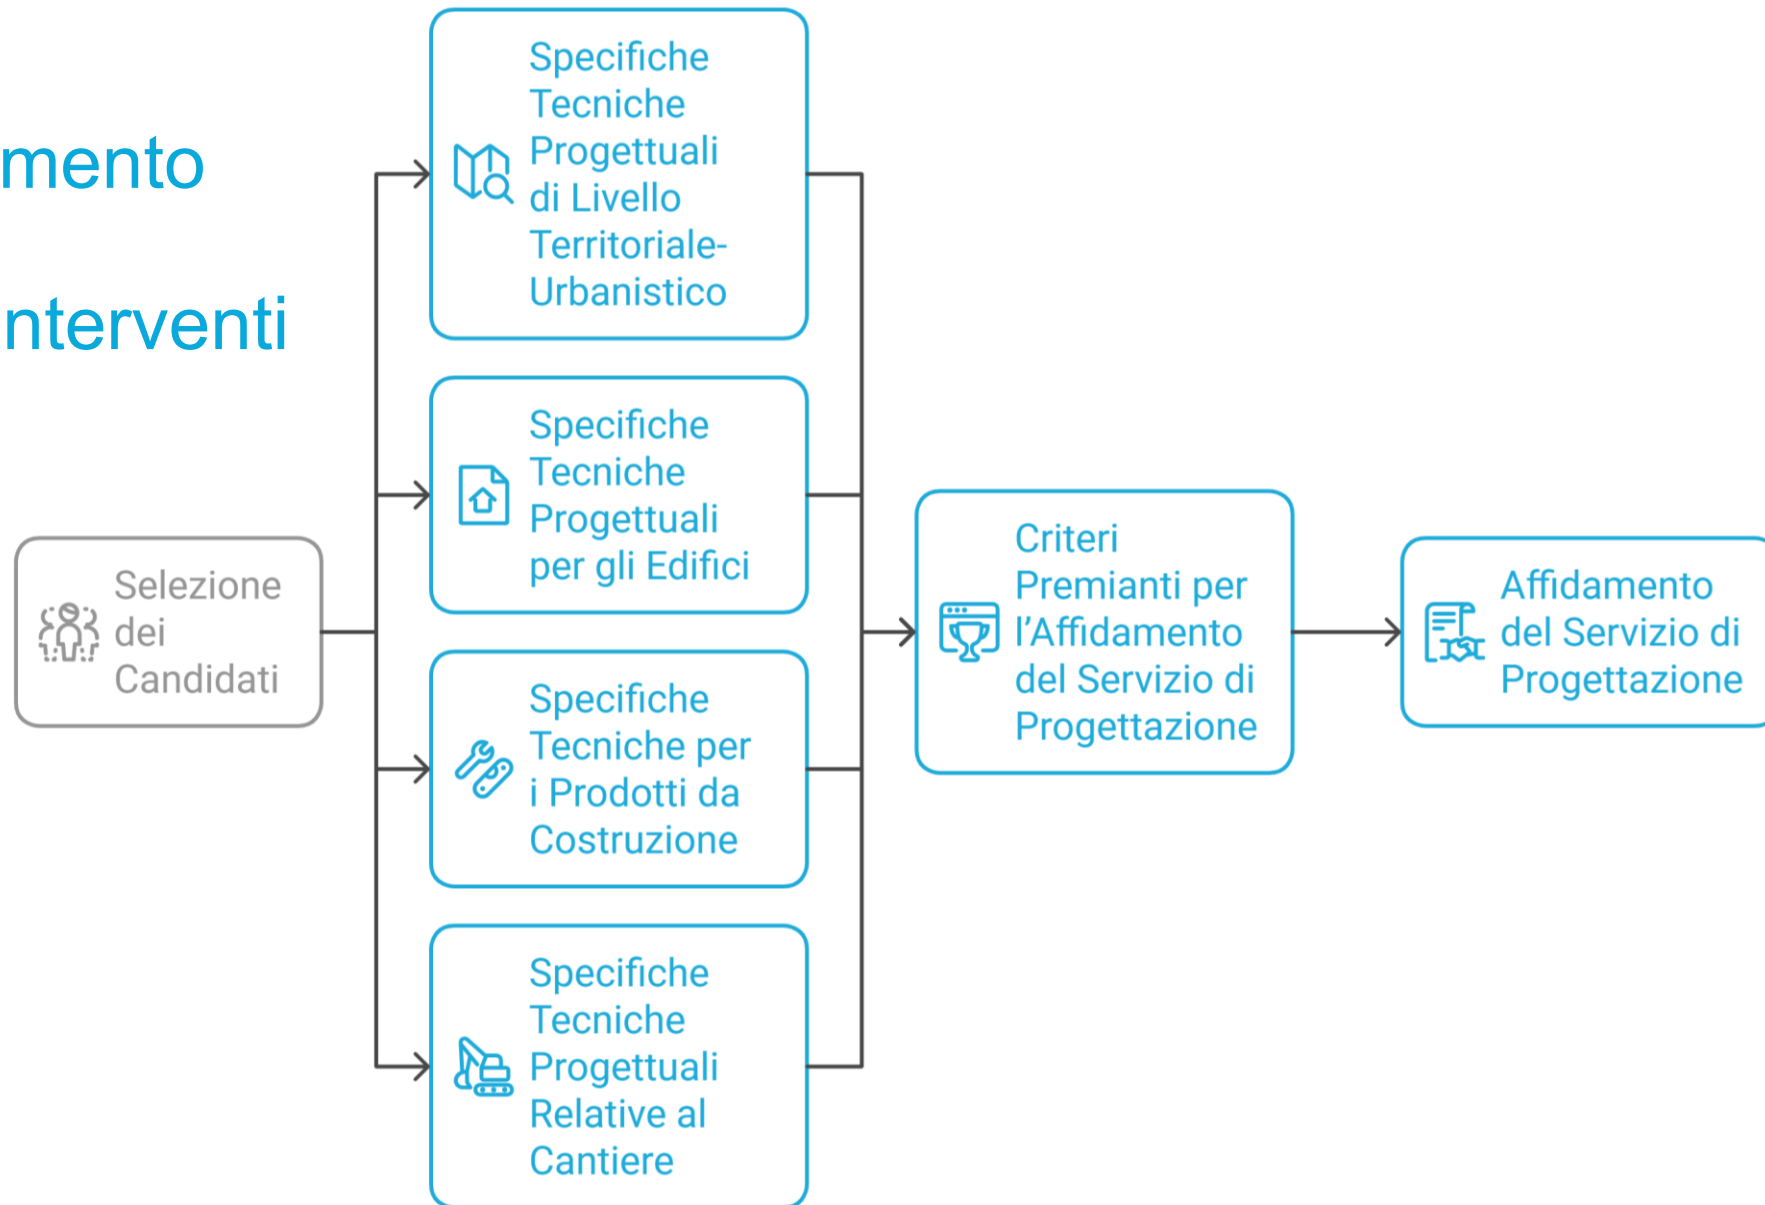 mento
nterventi
Selezione
dei
Candidati
Specifiche
Tecniche
Progettuali
di Livello
Territoriale-
Urbanistico
Specifiche
Tecniche
Progettuali
per gli Edifici
Specifiche
Tecniche per
i Prodotti da
Costruzione
Specifiche
Tecniche
Progettuali
Relative al
Cantiere
Criteri
Premianti per
l’Affidamento
del Servizio di
Progettazione
Affidamento
del Servizio di
Progettazione